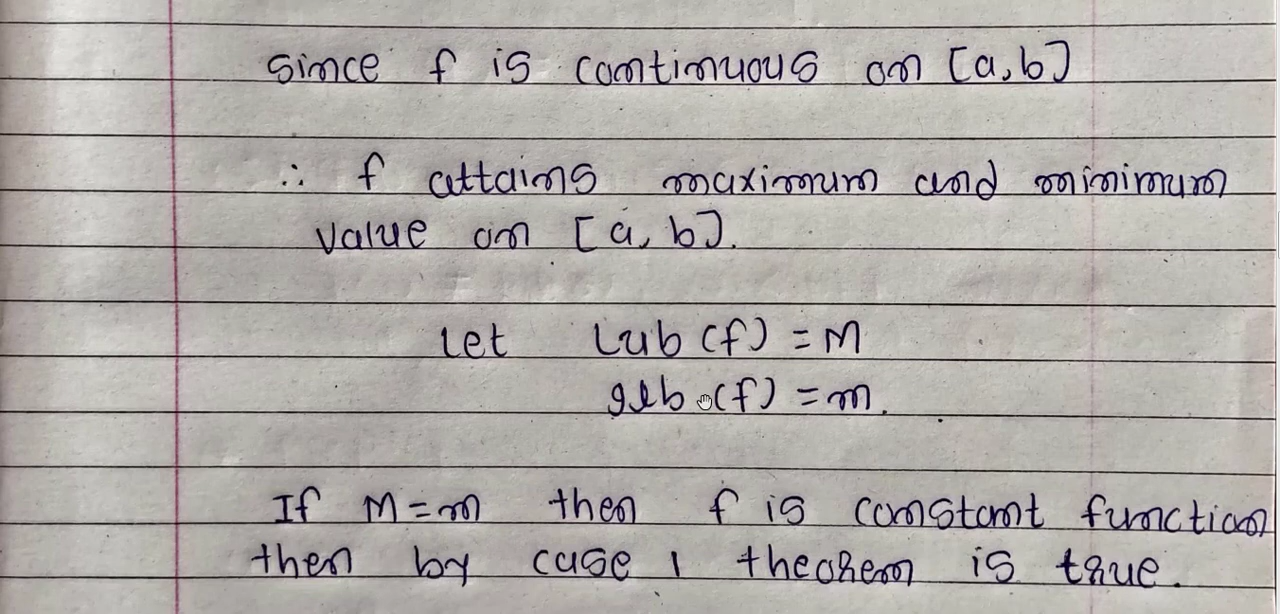 Since f is continuous on [a,b]
∴ f attains maximum and minimum
value on [a, b].
Let Lub (f) = M
glb (f) = m.
If M = m then f is constant function
then by case 1 theorem is true.